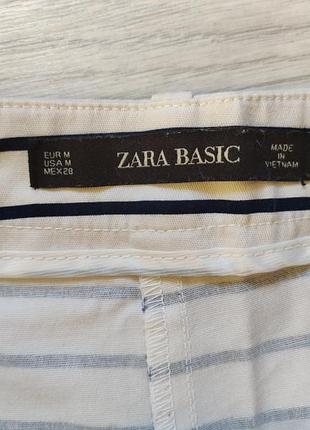 EUR M
USA M
MEX 28
ZARA BASIC
MADE
IN
VIETNAM